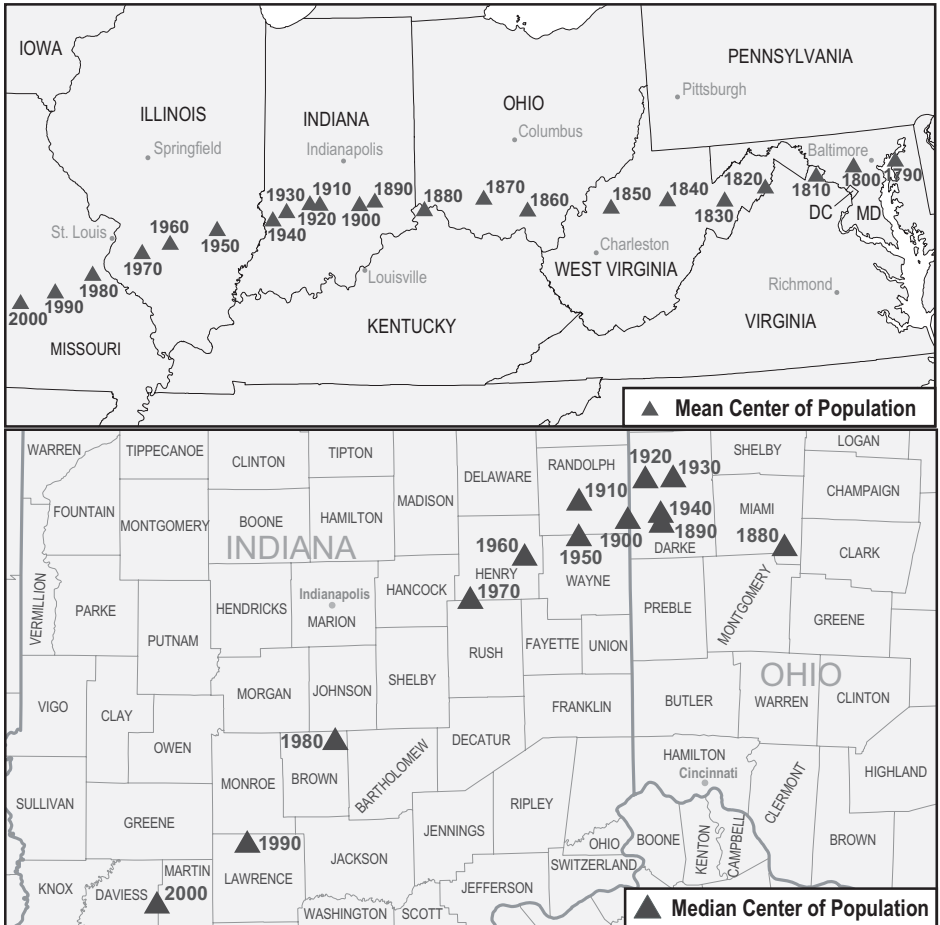 IOWA
PENNSYLVANIA
Pittsburgh
ILLINOIS
INDIANA
OHIO
Columbus
Springfield
Indianapolis
Baltimore
1930
1910
1890
1880
1870
1860
1850
1840
1820
1810
1800
1790
1920
1900
1830
DC
MD
1940
1960
1950
St. Louis
1970
Charleston
WEST VIRGINIA
Louisville
1980
1990
2000
Richmond
KENTUCKY
VIRGINIA
MISSOURI
Mean Center of Population
WARREN
TIPPECANOE
CLINTON
TIPTON
DELAWARE
RANDOLPH
1920
1930
SHELBY
LOGAN
FOUNTAIN
MONTGOMERY
BOONE
HAMILTON
MADISON
1910
1940
MIAMI
CHAMPAIGN
INDIANA
1960
1950
1900
1890
DARKE
1880
CLARK
HENRY
WAYNE
1970
VERMILLION
PARKE
PUTNAM
HENDRICKS
Indianapolis
MARION
HANCOCK
RUSH
FAYETTE
UNION
PREBLE
MONTGOMERY
GREENE
OHIO
VIGO
CLAY
OWEN
MORGAN
JOHNSON
SHELBY
FRANKLIN
BUTLER
WARREN
CLINTON
1980
BROWN
BARTHOLOMEW
DECATUR
HAMILTON
Cincinnati
CLERMONT
HIGHLAND
SULLIVAN
GREENE
MONROE
JENNINGS
RIPLEY
OHIO
BOONE
KENTON
CAMPBELL
BROWN
1990
LAWRENCE
JACKSON
SWITZERLAND
KNOX
DAVIESS
MARTIN
2000
WASHINGTON
SCOTT
JEFFERSON
Median Center of Population